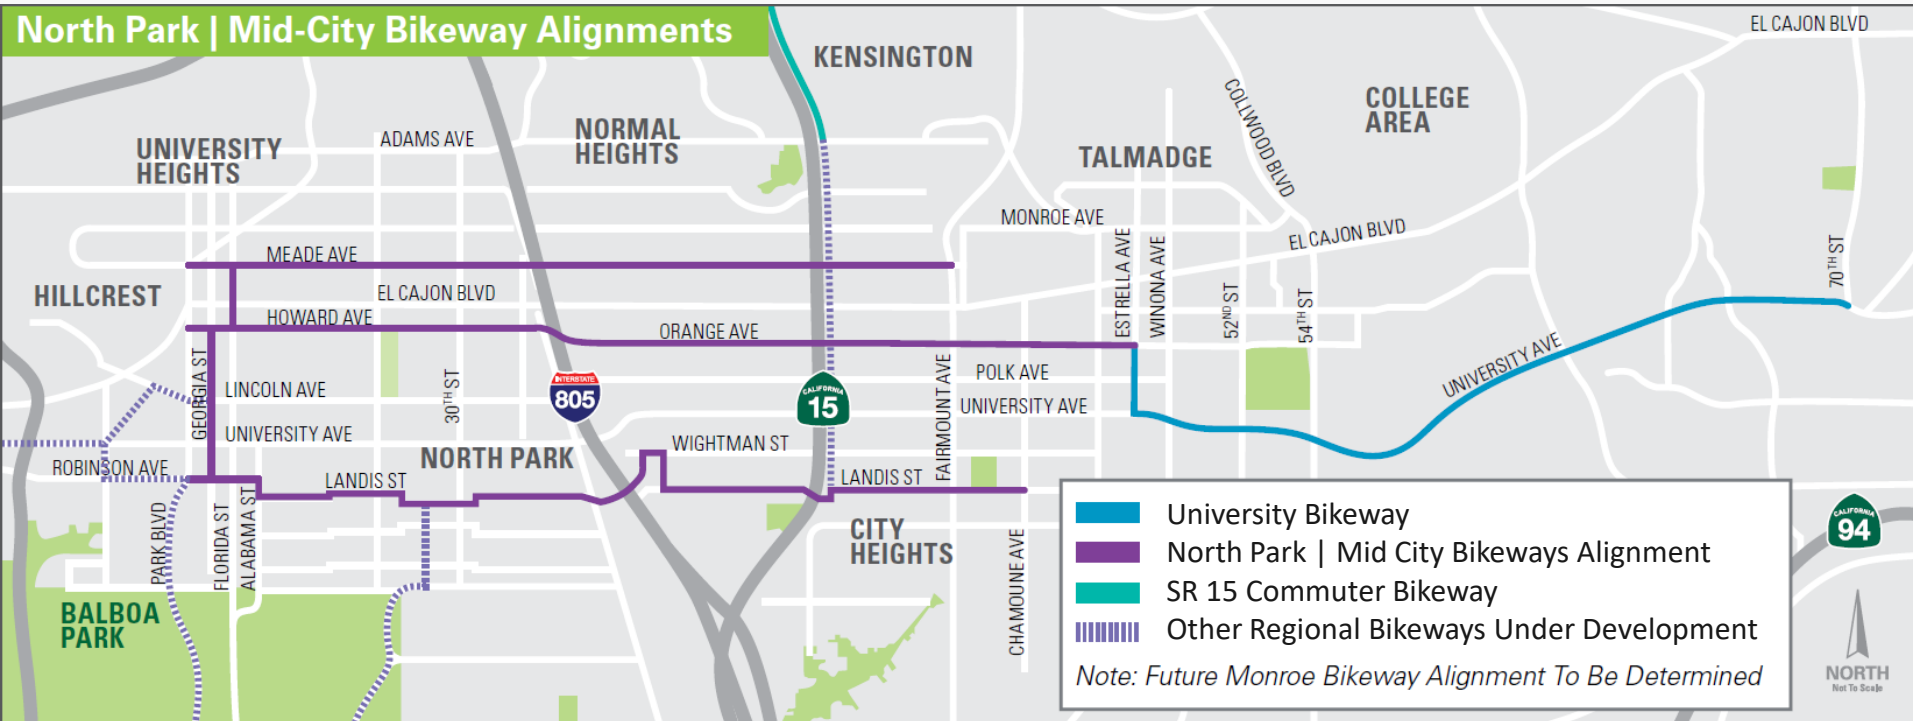 North Park | Mid-City Bikeway Alignments
EL CAJON BLVD
KENSINGTON
COLLEGE
AREA
COLLWOOD BLVD
ADAMS AVE
NORMAL
HEIGHTS
UNIVERSITY
HEIGHTS
TALMADGE
MONROE AVE
EL CAJON BLVD
MEADE AVE
ESTRELLA AVE
WINONA AVE
70TH ST
HILLCREST
EL CAJON BLVD
52ND ST
54TH ST
HOWARD AVE
ORANGE AVE
GEORGIA ST
LINCOLN AVE
30TH ST
INTERSTATE
805
CALIFORNIA
15
FAIRMOUNT AVE
POLK AVE
UNIVERSITY AVE
UNIVERSITY AVE
UNIVERSITY AVE
WIGHTMAN ST
ROBINSON AVE
NORTH PARK
LANDIS ST
LANDIS ST
PARK BLVD
FLORIDA ST
ALABAMA ST
CITY
HEIGHTS
CHAMOUNE AVE
BALBOA
PARK
University Bikeway
North Park | Mid City Bikeways Alignment
SR 15 Commuter Bikeway
Other Regional Bikeways Under Development
Note: Future Monroe Bikeway Alignment To Be Determined
CALIFORNIA
94
NORTH
Not To Scale